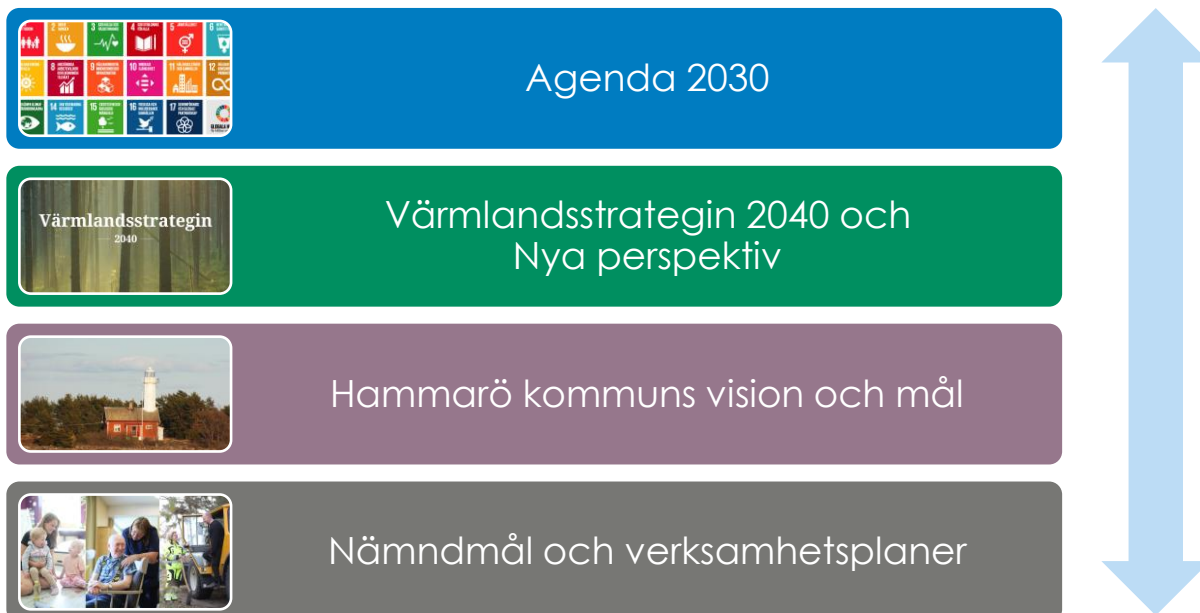 Agenda 2030
Värmlandsstrategin
2040
Värmlandsstrategin 2040 och
Nya perspektiv
Hammarö kommuns vision och mål
Nämndmål och verksamhetsplaner